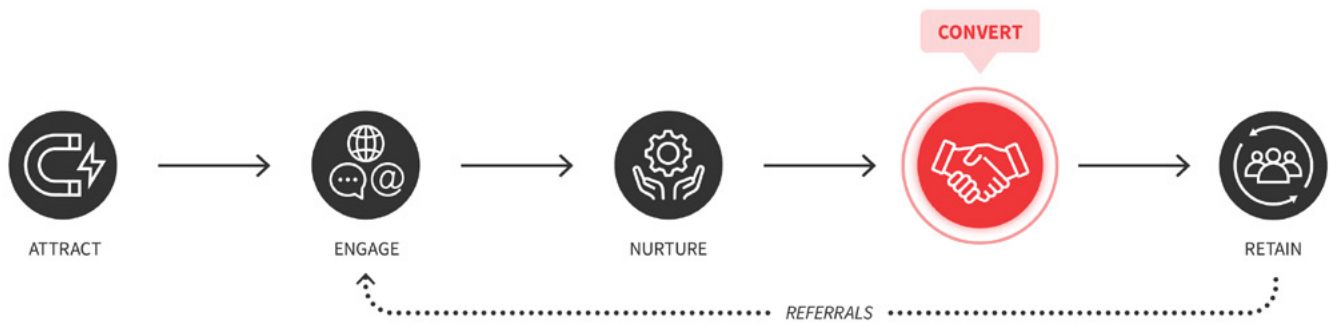 CONVERT
ATTRACT
ENGAGE
NURTURE
RETAIN
REFERRALS